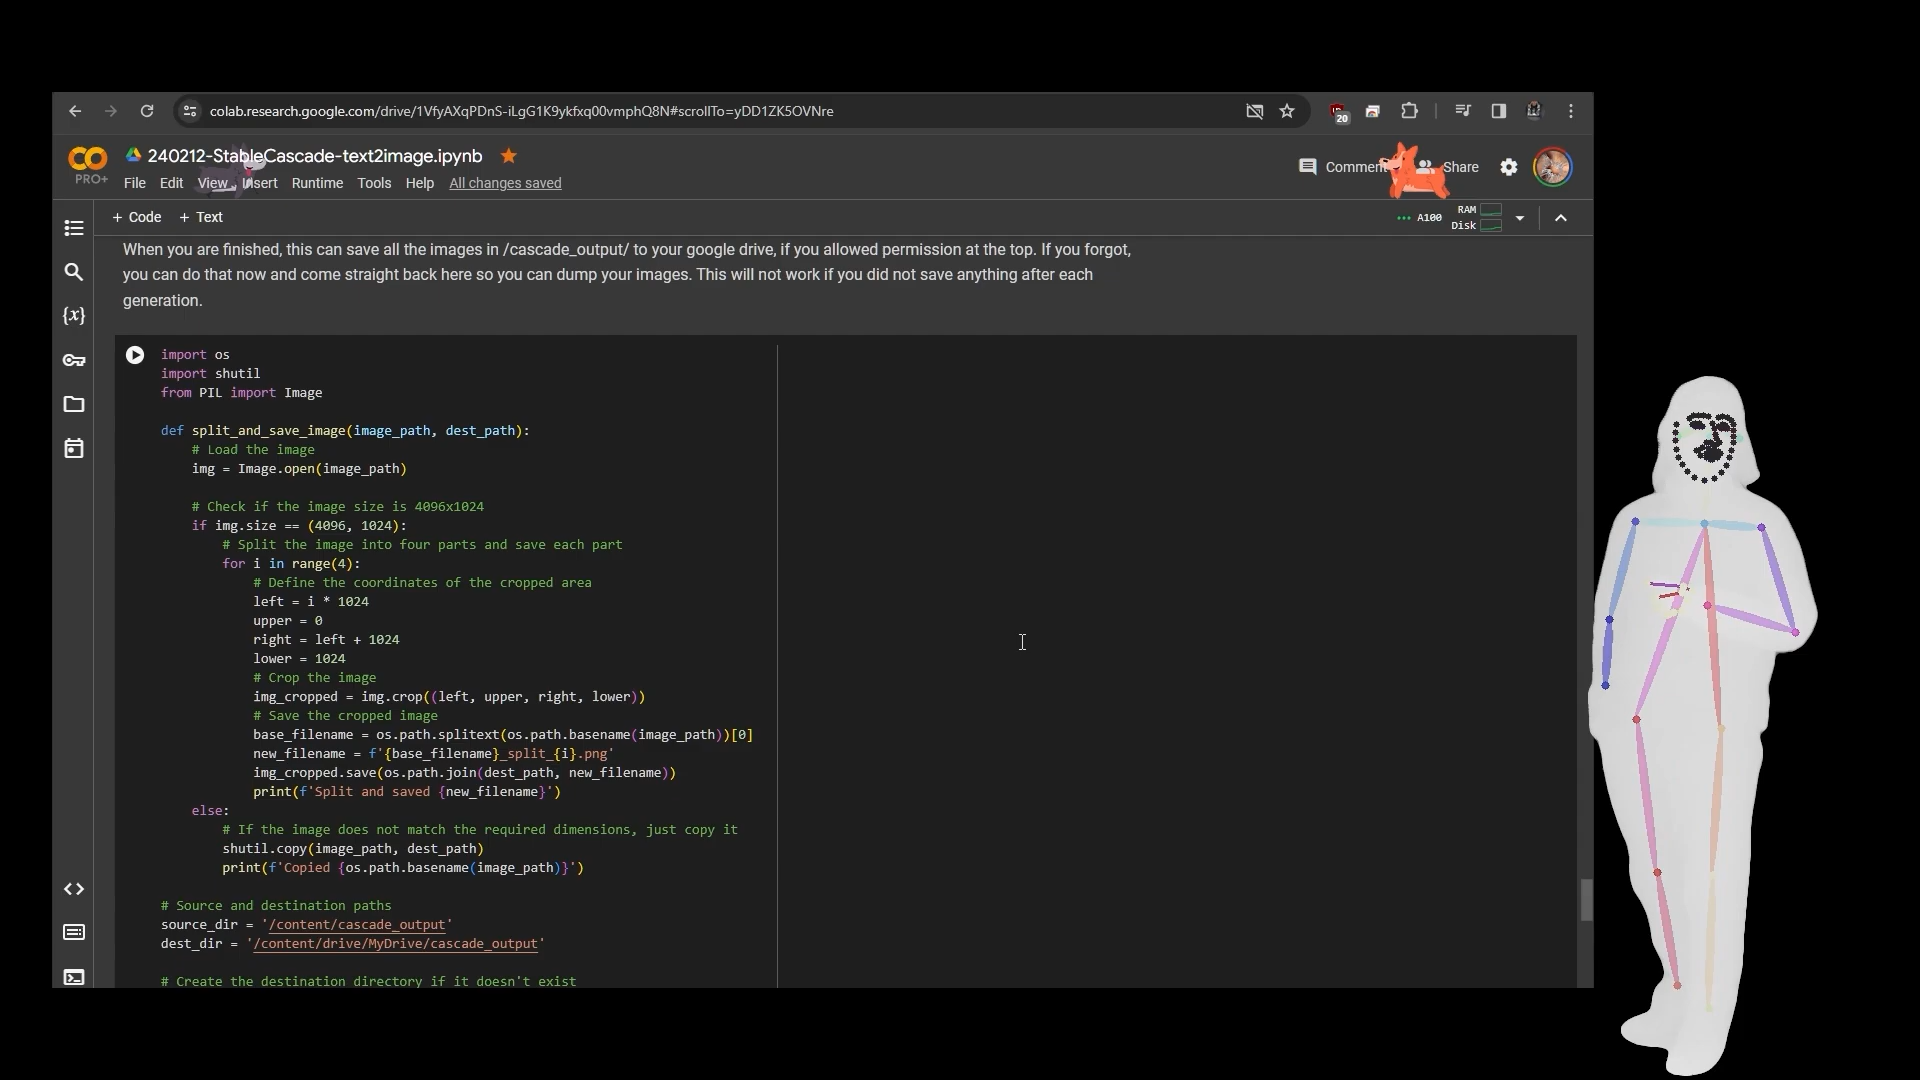 colab.research.google.com/drive/1VfyAXqPDnS-iLgG1K9ykfxq00vmphQ8N#scrollTo=yDD1ZK5OVNre
20
CO
PRO+
240212-StableCascade-text2image.ipynb
File Edit View Insert Runtime Tools Help All changes saved
Comment Share
+ Code + Text
A100 RAM
Disk
When you are finished, this can save all the images in /cascade_output/ to your google drive, if you allowed permission at the top. If you forgot,
you can do that now and come straight back here so you can dump your images. This will not work if you did not save anything after each
generation.
{x}
import os
import shutil
from PIL import Image
def split_and_save_image(image_path, dest_path):
# Load the image
img = Image.open(image_path)
# Check if the image size is 4096x1024
if img.size == (4096, 1024):
# Split the image into four parts and save each part
for i in range(4):
# Define the coordinates of the cropped area
left = i * 1024
upper = 0
right = left + 1024
lower = 1024
# Crop the image
img_cropped = img.crop((left, upper, right, lower))
# Save the cropped image
base_filename = os.path.splitext(os.path.basename(image_path))[0]
new_filename = f'{base_filename}_split_{i}.png'
img_cropped.save(os.path.join(dest_path, new_filename))
print(f'Split and saved {new_filename}')
else:
# If the image does not match the required dimensions, just copy it
shutil.copy(image_path, dest_path)
print(f'Copied {os.path.basename(image_path)}')
# Source and destination paths
source_dir = '/content/cascade_output'
dest_dir = '/content/drive/MyDrive/cascade_output'
# Create the destination directory if it doesn't exist